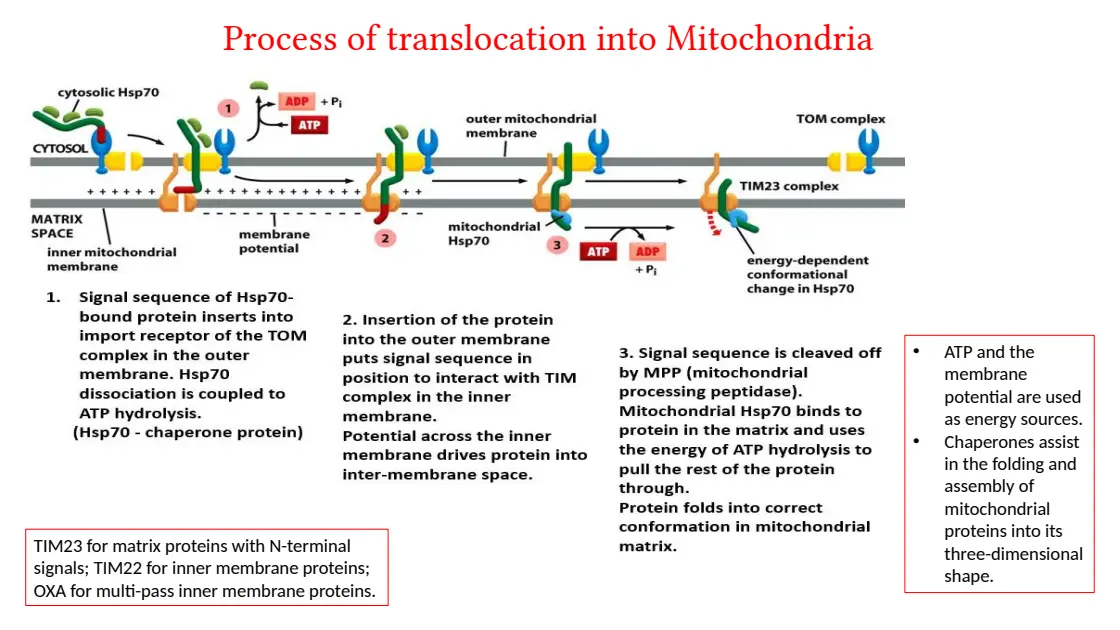 Process of translocation into Mitochondria
cytosolic Hsp70
1
ADP + Pi
ATP
outer mitochondrial
membrane
TOM complex
CYTOSOL
+ + + + + + + + + + + + + + + + + + + + + + + + + + +
TIM23 complex
MATRIX
SPACE
- - - - - - - - - - - - - - - -
membrane
potential
2
mitochondrial
Hsp70
3
ATP
ADP
+ Pi
inner mitochondrial
membrane
energy-dependent
conformational
change in Hsp70
1. Signal sequence of Hsp70-
bound protein inserts into
import receptor of the TOM
complex in the outer
membrane. Hsp70
dissociation is coupled to
ATP hydrolysis.
(Hsp70 - chaperone protein)
2. Insertion of the protein
into the outer membrane
puts signal sequence in
position to interact with TIM
complex in the inner
membrane.
Potential across the inner
membrane drives protein into
inter-membrane space.
3. Signal sequence is cleaved off
by MPP (mitochondrial
processing peptidase).
Mitochondrial Hsp70 binds to
protein in the matrix and uses
the energy of ATP hydrolysis to
pull the rest of the protein
through.
Protein folds into correct
conformation in mitochondrial
matrix.
• ATP and the
membrane
potential are used
as energy sources.
• Chaperones assist
in the folding and
assembly of
mitochondrial
proteins into its
three-dimensional
shape.
TIM23 for matrix proteins with N-terminal
signals; TIM22 for inner membrane proteins;
OXA for multi-pass inner membrane proteins.